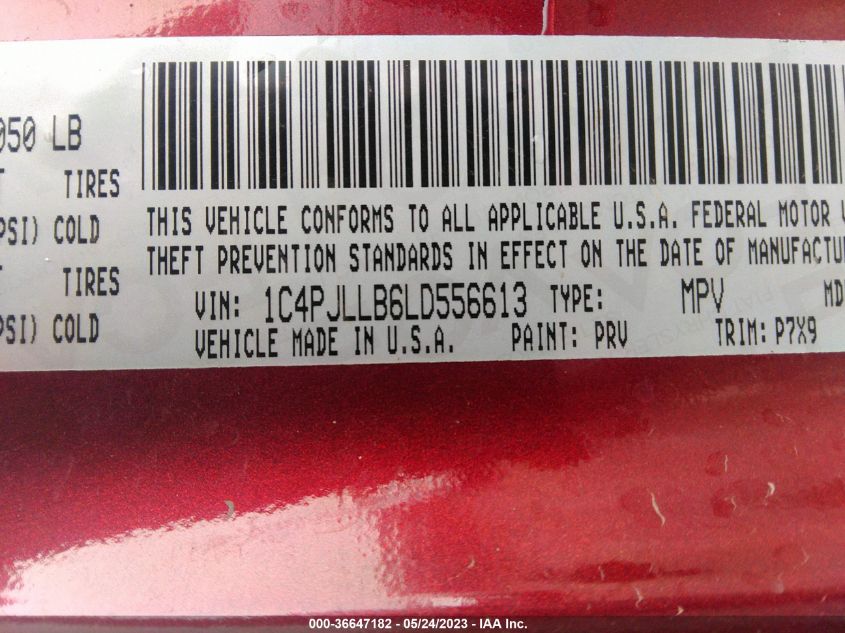 050 LB
TIRES
PSI) COLD
TIRES
SI) COLD
THIS VEHICLE CONFORMS TO ALL APPLICABLE U.S.A. FEDERAL MOTOR V
THEFT PREVENTION STANDARDS IN EFFECT ON THE DATE OF MANUFACTU
VIN: 1C4PJLLB6LD556613 TYPE: MPV MD
VEHICLE MADE IN U.S.A. PAINT: PRV TRIM: P7X9
000-36647182 - 05/24/2023 - IAA Inc.